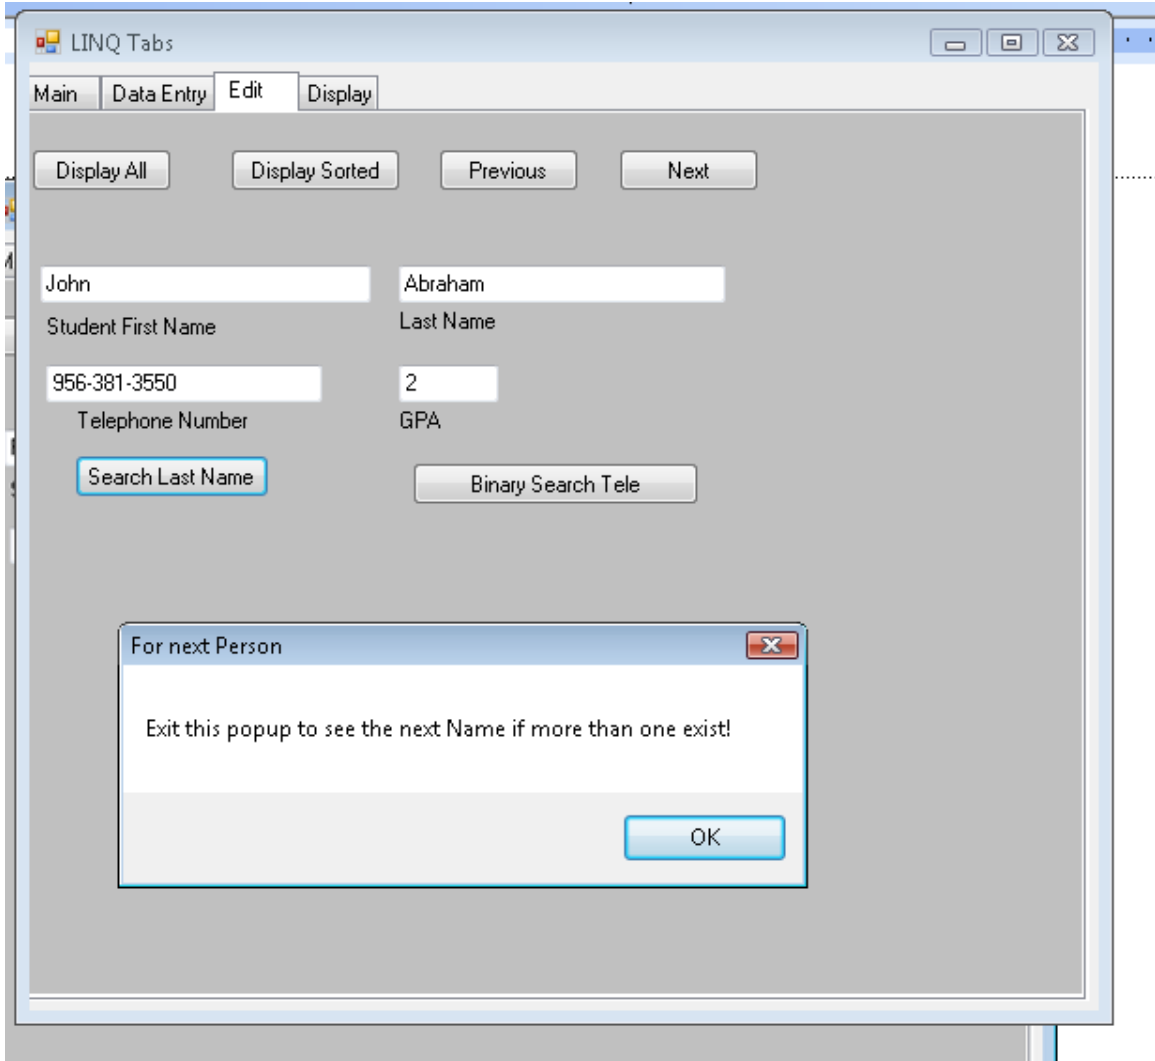 LINQ Tabs
Main Data Entry Edit Display
Display All Display Sorted Previous Next
John Abraham
Student First Name Last Name
956-381-3550 2
Telephone Number GPA
Search Last Name Binary Search Tele
For next Person
Exit this popup to see the next Name if more than one exist!
OK